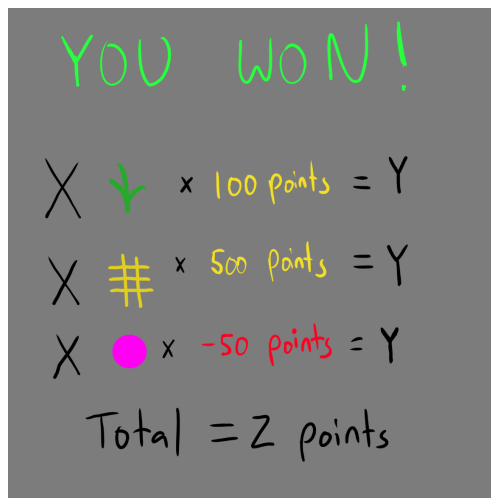 YOU WON!
X × 100 points = Y
X × 500 points = Y
X × -50 points = Y
Total = Z points